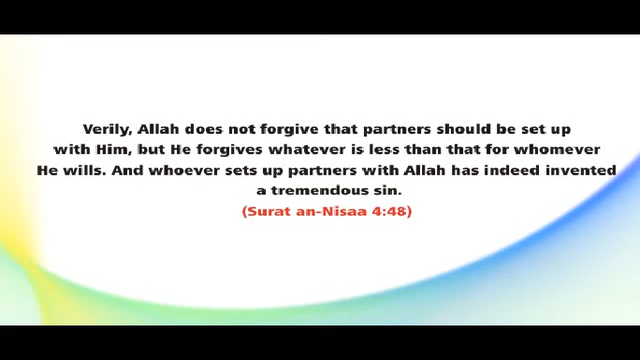 Verily, Allah does not forgive that partners should be set up
with Him, but He forgives whatever is less than that for whomever
He wills. And whoever sets up partners with Allah has indeed invented
a tremendous sin.
(Surat an-Nisaa 4:48)